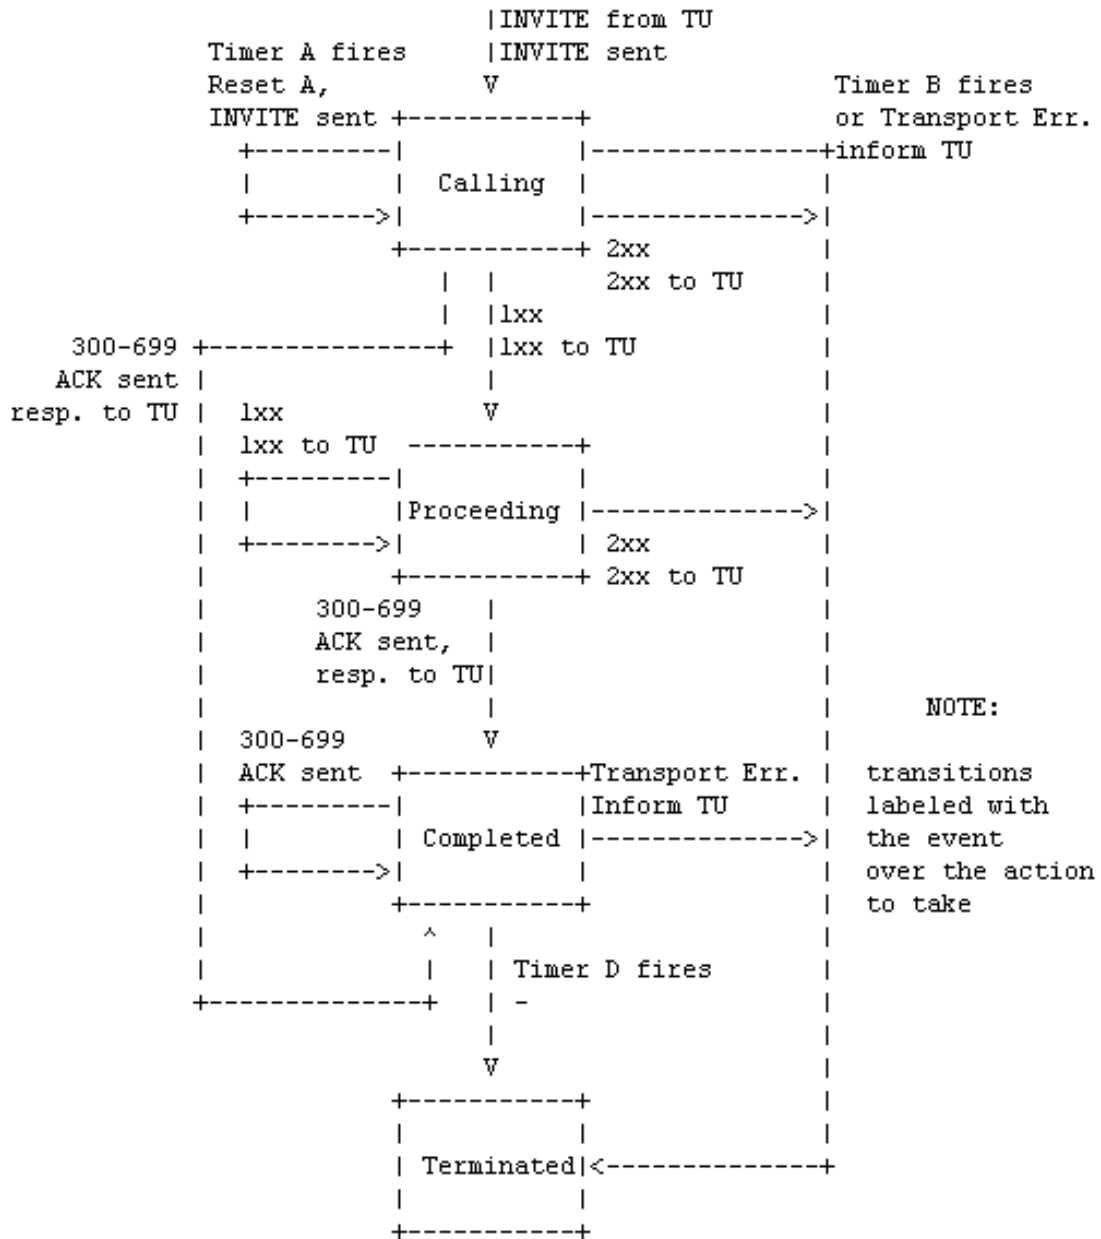 |INVITE from TU
Timer A fires     |INVITE sent
Reset A,          V                      Timer B fires
INVITE sent +-----------+                or Transport Err.
+---------|           |---------------+inform TU
|         |  Calling  |               |
+-------->|           |-------------->|
+-----------+ 2xx           |
|  |       2xx to TU     |
|  |1xx                  |
300-699 +---------------+  |1xx to TU            |
ACK sent |                  |                     |
resp. to TU |  1xx             V                     |
|  1xx to TU  -----------+               |
|  +---------|           |               |
|  |         |Proceeding |-------------->|
|  +-------->|           | 2xx           |
|            +-----------+ 2xx to TU     |
|       300-699    |                     |
|       ACK sent,  |                     |
|       resp. to TU|                     |
|                  |                     |      NOTE:
|  300-699         V                     |
|  ACK sent  +-----------+Transport Err. |  transitions
|  +---------|           |Inform TU      |  labeled with
|  |         | Completed |-------------->|  the event
|  +-------->|           |               |  over the action
|            +-----------+               |  to take
|              ^   |                     |
|              |   | Timer D fires       |
+--------------+   | -                   |
|                     |
V                     |
+-----------+               |
|           |               |
| Terminated|<--------------+
|           |
+-----------+